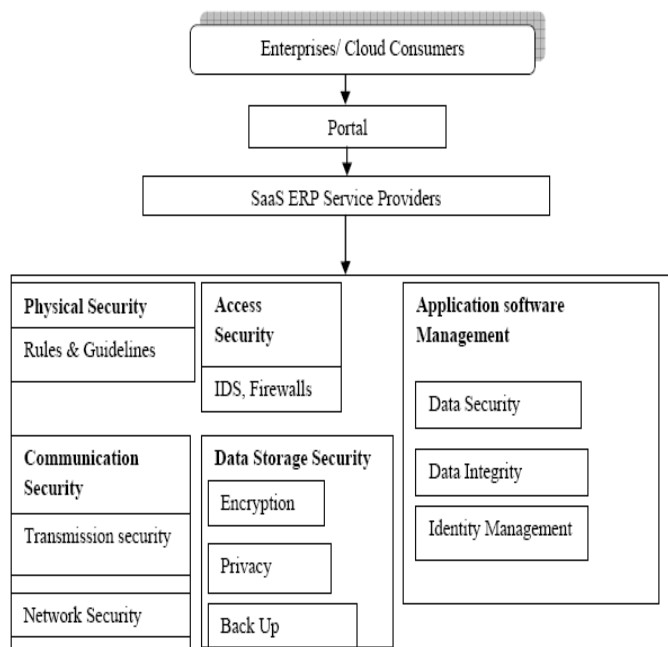 Enterprises/ Cloud Consumers
Portal
SaaS ERP Service Providers
Physical Security
Rules & Guidelines
Access
Security
IDS, Firewalls
Application software
Management
Data Security
Data Integrity
Identity Management
Communication
Security
Transmission security
Network Security
Data Storage Security
Encryption
Privacy
Back Up